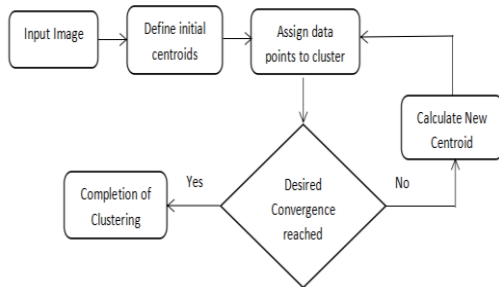 Input Image
Define initial
centroids
Assign data
points to cluster
Calculate New
Centroid
Desired
Convergence
reached
Yes
No
Completion of
Clustering